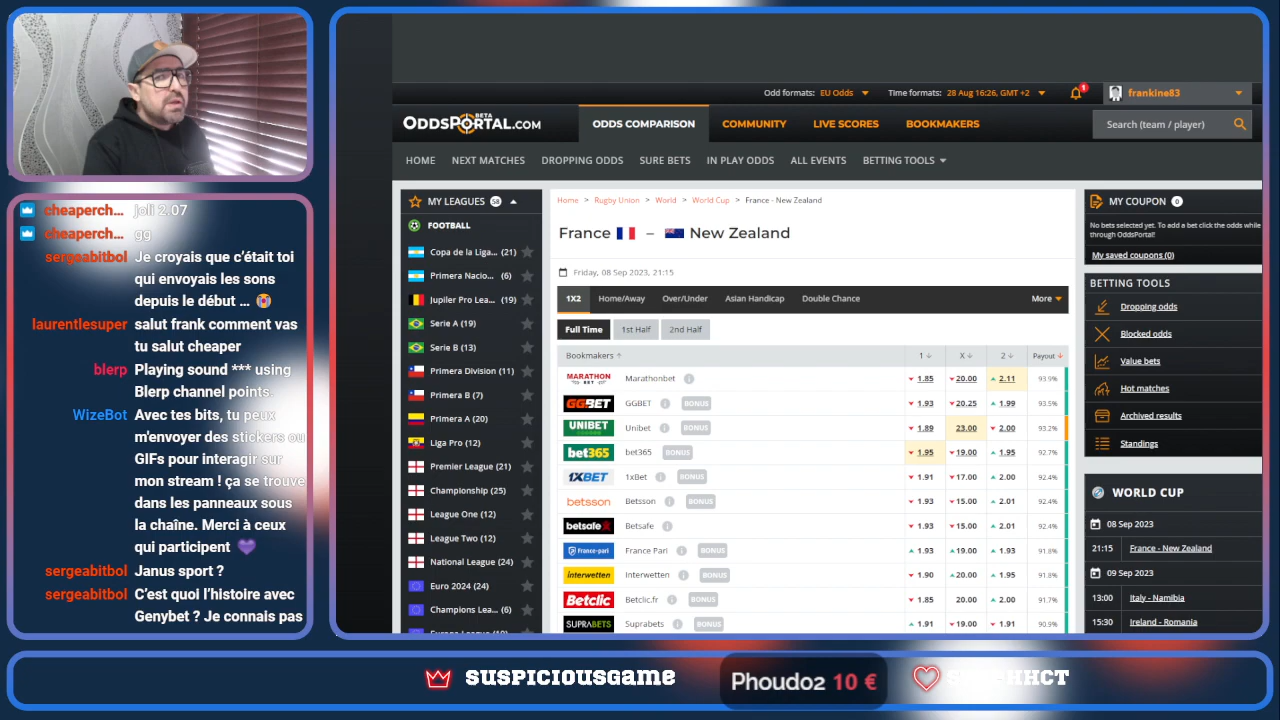 Odd formats: EU Odds
Time formats: 28 Aug 16:26, GMT +2
1
frankine83
BETA
ODDSPORTAL.COM
ODDS COMPARISON
COMMUNITY
LIVE SCORES
BOOKMAKERS
Search (team / player)
HOME
NEXT MATCHES
DROPPING ODDS
SURE BETS
IN PLAY ODDS
ALL EVENTS
BETTING TOOLS
MY LEAGUES 58
FOOTBALL
Copa de la Liga... (21)
Primera Nacio... (6)
Jupiler Pro Lea... (19)
Serie A (19)
Serie B (13)
Primera Division (11)
Primera B (7)
Primera A (20)
Liga Pro (12)
Premier League (21)
Championship (25)
League One (12)
League Two (12)
National League (24)
Euro 2024 (24)
Champions Lea... (6)
Home > Rugby Union > World > World Cup > France - New Zealand
France – New Zealand
Friday, 08 Sep 2023, 21:15
1X2 Home/Away Over/Under Asian Handicap Double Chance More
Full Time 1st Half 2nd Half
Bookmakers 1 X 2 Payout
MARATHON BET Marathonbet 1.85 20.00 2.11 93.9%
GG.BET GGBET BONUS 1.93 20.25 1.99 93.5%
UNIBET Unibet BONUS 1.89 23.00 2.00 93.2%
bet365 bet365 BONUS 1.95 19.00 1.95 92.7%
1XBET 1xBet BONUS 1.91 17.00 2.00 92.4%
betsson Betsson BONUS 1.93 15.00 2.01 92.4%
betsafe Betsafe 1.93 15.00 2.01 92.4%
france-pari France Pari BONUS 1.93 19.00 1.93 91.8%
interwetten Interwetten BONUS 1.90 20.00 1.95 91.8%
Betclic Betclic.fr BONUS 1.85 20.00 2.00 91.7%
SUPRABETS Suprabets BONUS 1.91 19.00 1.91 90.9%
MY COUPON 0
No bets selected yet. To add a bet click the odds while
through OddsPortal!
My saved coupons (0)
BETTING TOOLS
Dropping odds
Blocked odds
Value bets
Hot matches
Archived results
Standings
WORLD CUP
08 Sep 2023
21:15 France - New Zealand
09 Sep 2023
13:00 Italy - Namibia
15:30 Ireland - Romania
cheaperch... joli 2.07
cheaperch... gg
sergeabitbol Je croyais que c'était toi
qui envoyais les sons
depuis le début ...
laurentlesuper salut frank comment vas
tu salut cheaper
blerp Playing sound *** using
Blerp channel points.
WizeBot Avec tes bits, tu peux
m'envoyer des stickers ou
GIFs pour interagir sur
mon stream ! ça se trouve
dans les panneaux sous
la chaîne. Merci à ceux
qui participent
sergeabitbol Janus sport ?
sergeabitbol C'est quoi l'histoire avec
Genybet ? Je connais pas
SUSPICIOUSGAME
Phoudo2 10 €